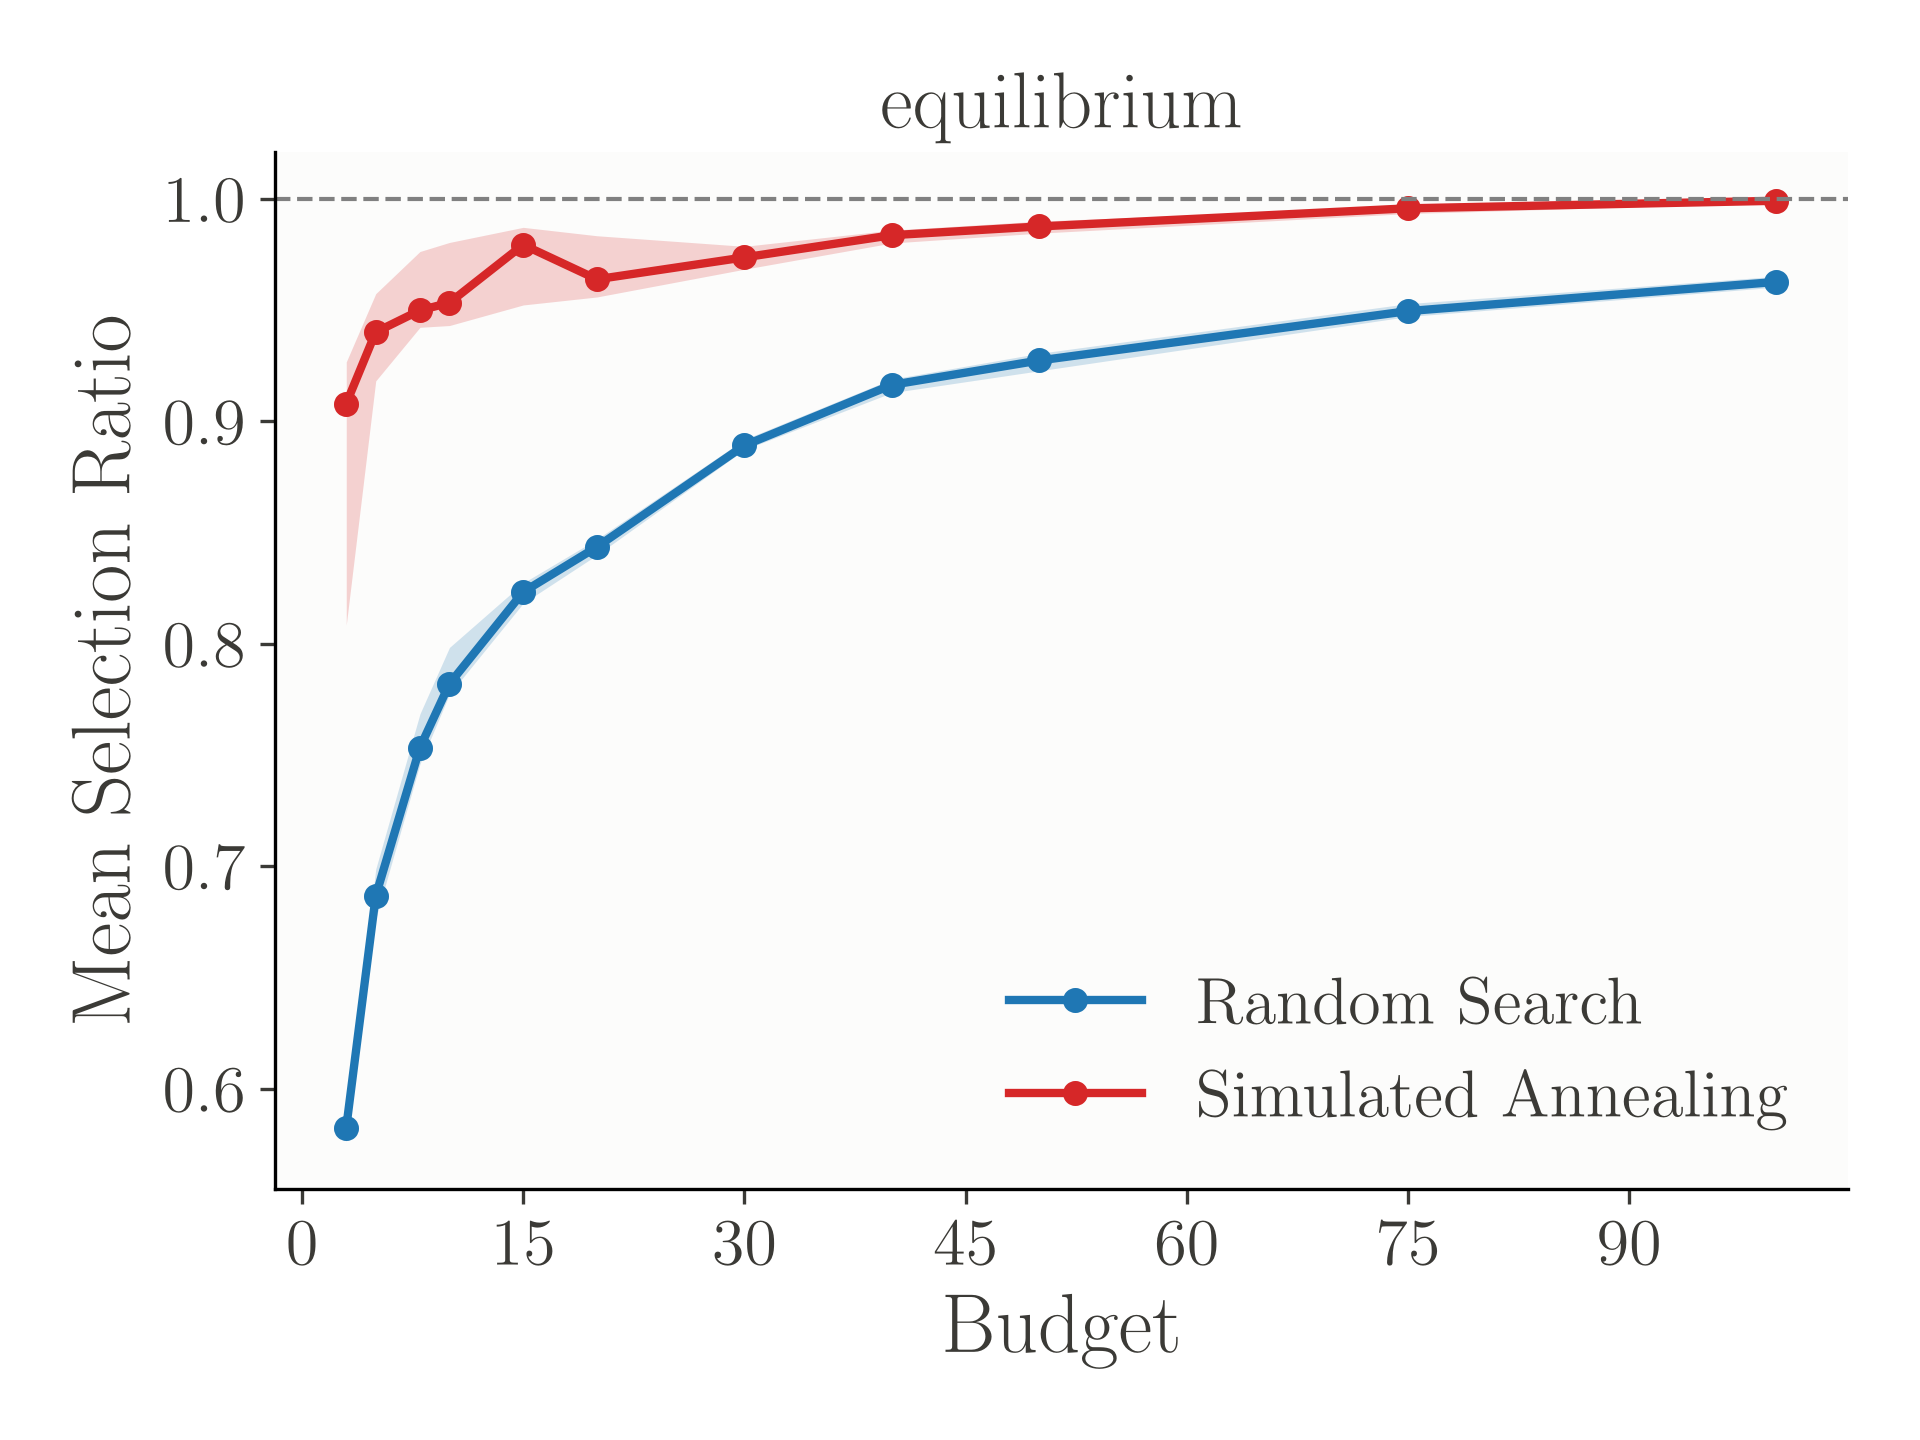 equilibrium
Mean Selection Ratio
1.0
0.9
0.8
0.7
0.6
Random Search
Simulated Annealing
0 15 30 45 60 75 90
Budget